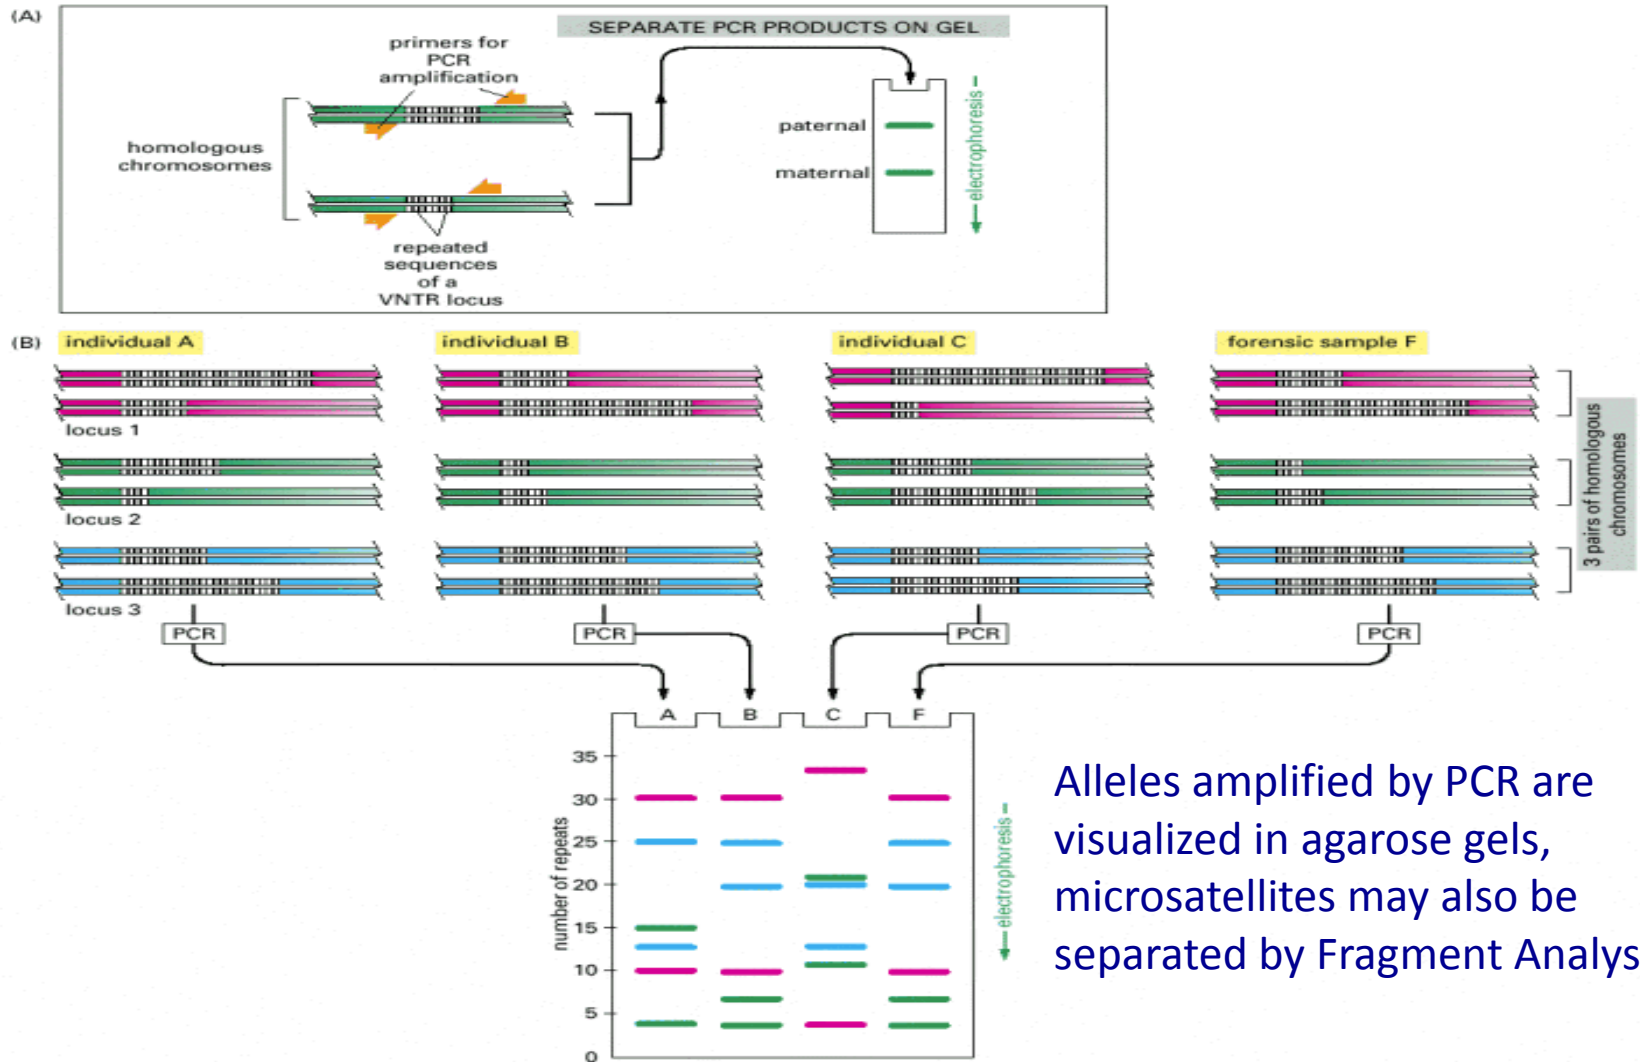 (A)
SEPARATE PCR PRODUCTS ON GEL
primers for
PCR
amplification
homologous
chromosomes
repeated
sequences
of a
VNTR locus
paternal
maternal
electrophoresis
(B)
individual A
individual B
individual C
forensic sample F
locus 1
locus 2
locus 3
3 pairs of homologous
chromosomes
PCR
PCR
PCR
PCR
A
B
C
F
number of repeats
35
30
25
20
15
10
5
0
electrophoresis
Alleles amplified by PCR are
visualized in agarose gels,
microsatellites may also be
separated by Fragment Analys